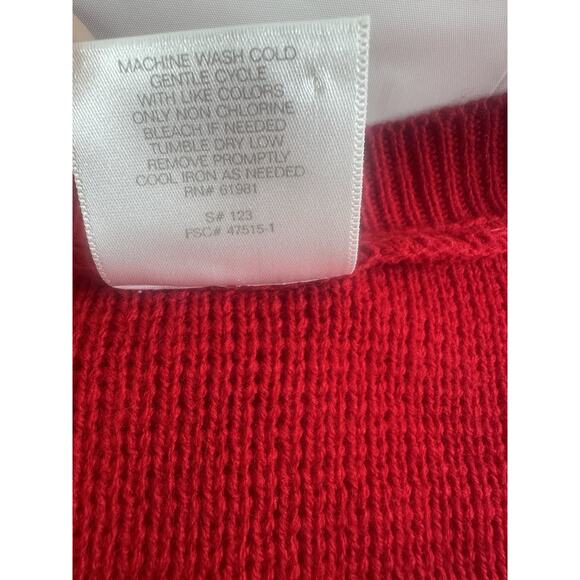 MACHINE WASH COLD
GENTLE CYCLE
WITH LIKE COLORS
ONLY NON CHLORINE
BLEACH IF NEEDED
TUMBLE DRY LOW
REMOVE PROMPTLY
COOL IRON AS NEEDED
RN# 61981
S# 123
FSC# 47515-1